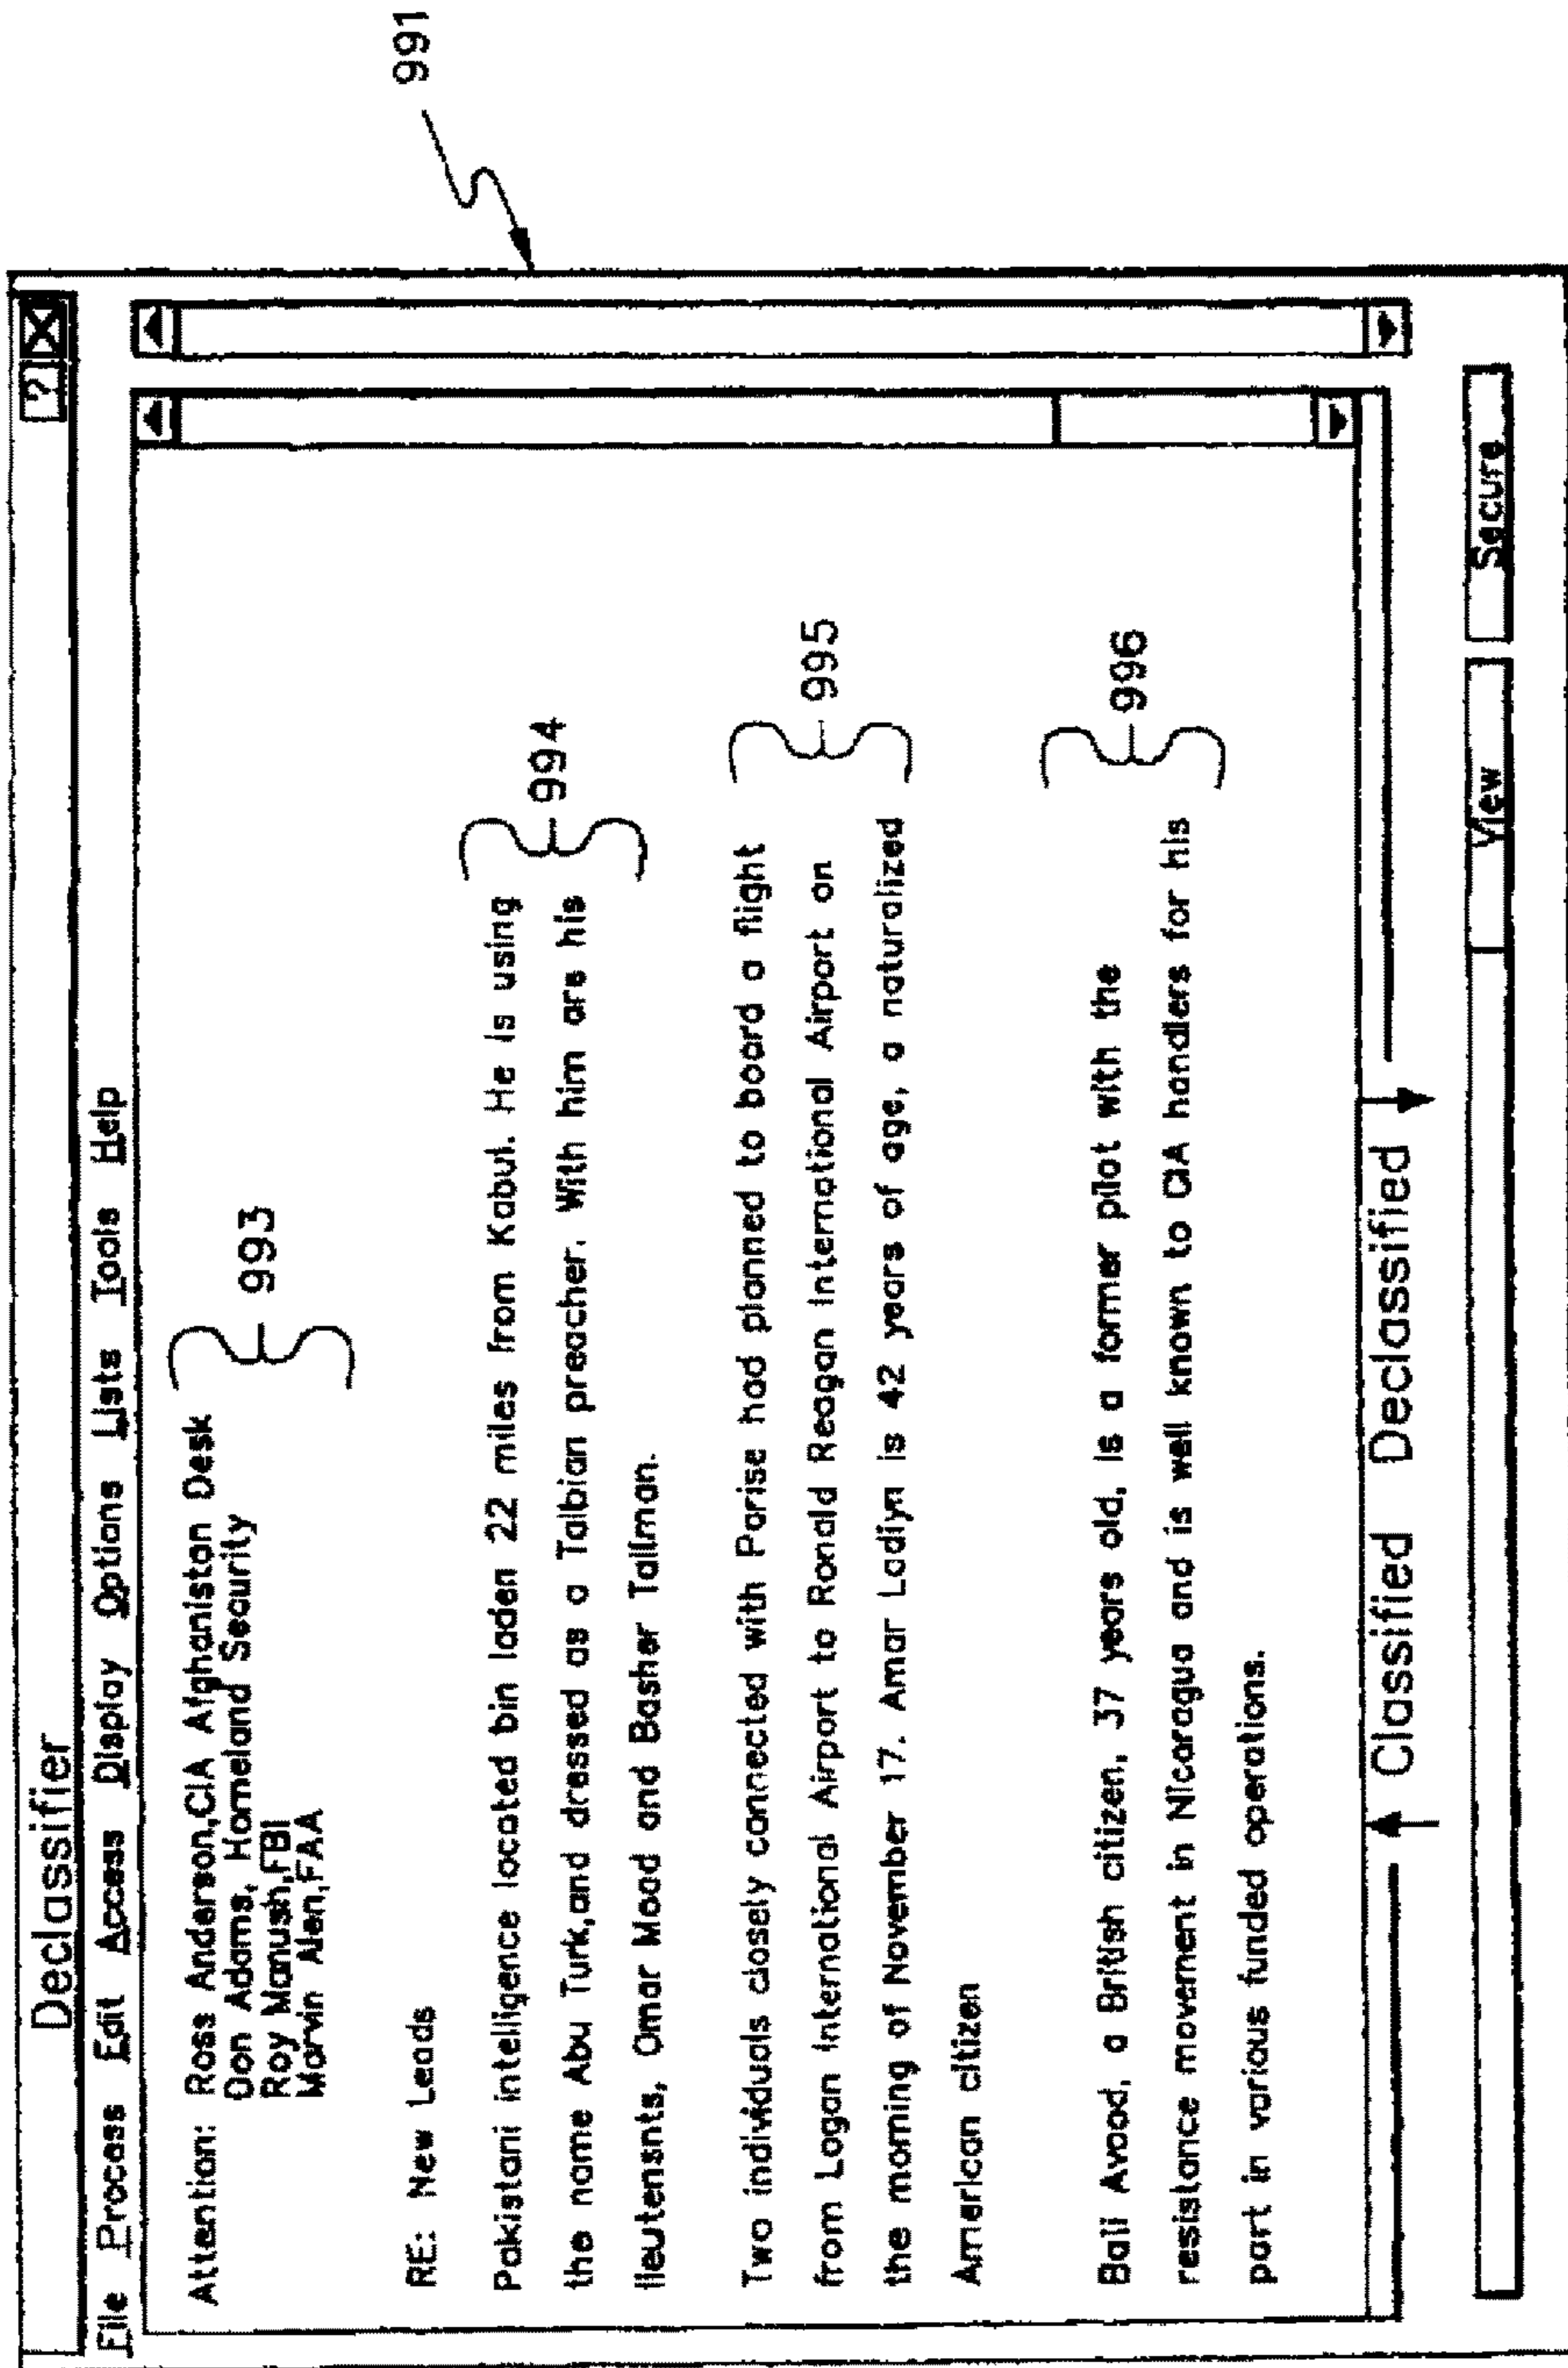 Declassifier
? X
File Process Edit Access Display Options Lists Tools Help
Attention: Ross Anderson,CIA Afghanistan Desk
Don Adams, Homeland Security
Roy Manush,FBI
Marvin Alen,FAA
993
RE: New Leads
Pakistani intelligence located bin laden 22 miles from Kabul. He is using
the name Abu Turk,and dressed as a Talbian preacher. With him are his
lieutensnts, Omar Mood and Basher Taliman.
994
Two individuals closely connected with Parise had planned to board a flight
from Logan International Airport to Ronald Reagan International Airport on
the morning of November 17. Amar Ladiyn is 42 years of age, a naturalized
American citizen
995
Bali Avood, a British citizen, 37 years old, is a former pilot with the
resistance movement in Nicaragua and is well known to CIA handlers for his
part in various funded operations.
996
Classified Declassified
View Secure
991